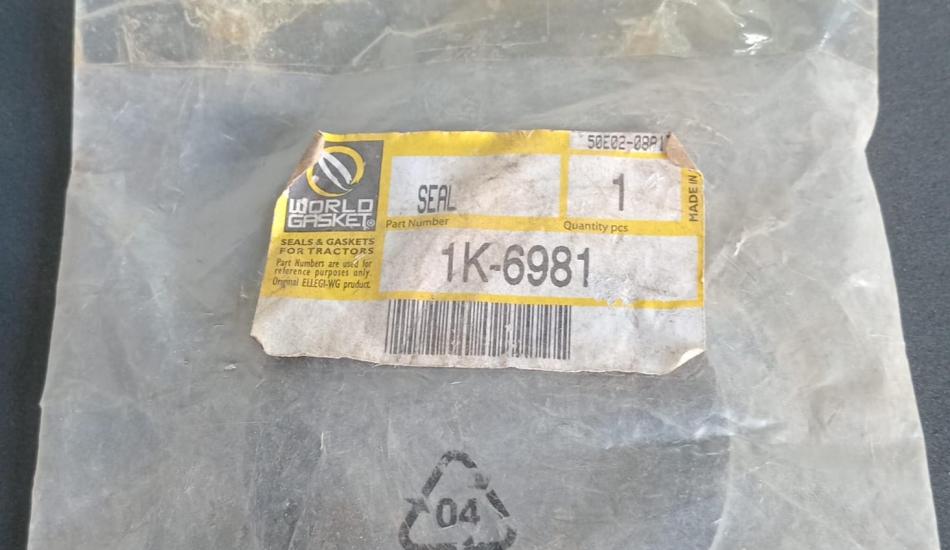 50E02-08A1
WORLD
GASKET®
SEAL
1
MADE IN
Part Number
Quantity pcs
SEALS & GASKETS
FOR TRACTORS
Part Numbers are used for
reference purposes only.
Original ELLEGI-WG product.
1K-6981
04